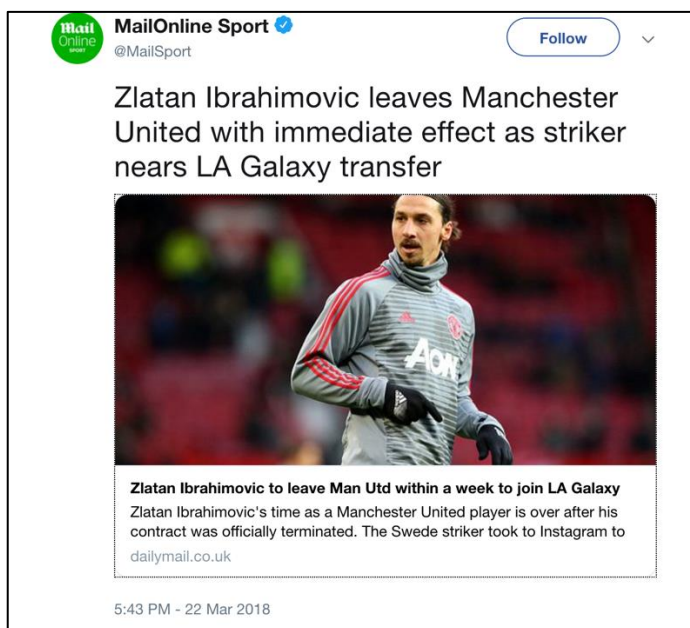 Mail
Online
SPORT
MailOnline Sport
@MailSport
Follow
Zlatan Ibrahimovic leaves Manchester
United with immediate effect as striker
nears LA Galaxy transfer
AON
Zlatan Ibrahimovic to leave Man Utd within a week to join LA Galaxy
Zlatan Ibrahimovic's time as a Manchester United player is over after his
contract was officially terminated. The Swede striker took to Instagram to
dailymail.co.uk
5:43 PM - 22 Mar 2018